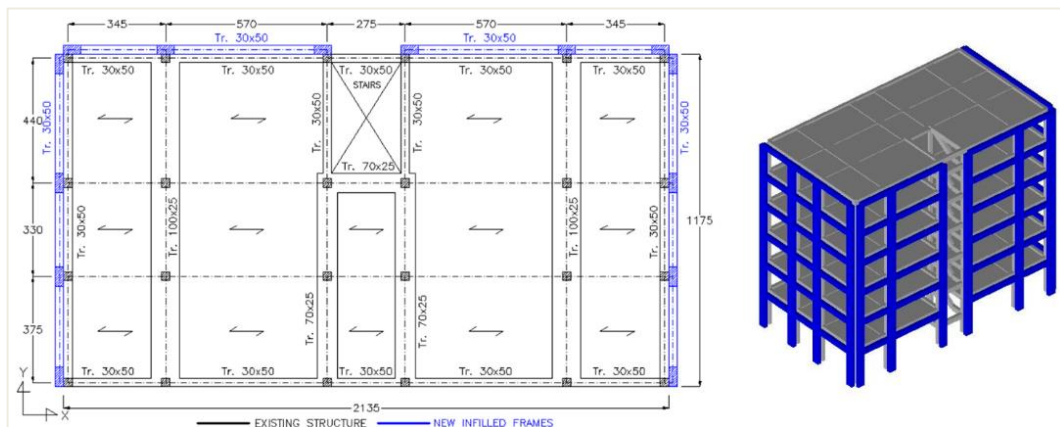 345 570 275 570 345
Tr. 30x50 Tr. 30x50
Tr. 30x50 Tr. 30x50 Tr. 30x50 Tr. 30x50 Tr. 30x50
STAIRS
440
Tr. 30x50
Tr. 30x50
Tr. 30x50
Tr. 30x50
Tr. 70x25
330
Tr. 30x50
Tr. 100x25
Tr. 100x25
Tr. 30x50
1175
375
Tr. 70x25
Tr. 70x25
Tr. 30x50 Tr. 30x50 Tr. 30x50 Tr. 30x50 Tr. 30x50
Y
X
2135
EXISTING STRUCTURE NEW INFILLED FRAMES